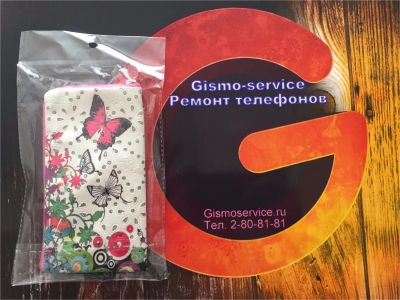 Gismo-service
Ремонт телефонов
Gismoservice.ru
Тел. 2-80-81-81